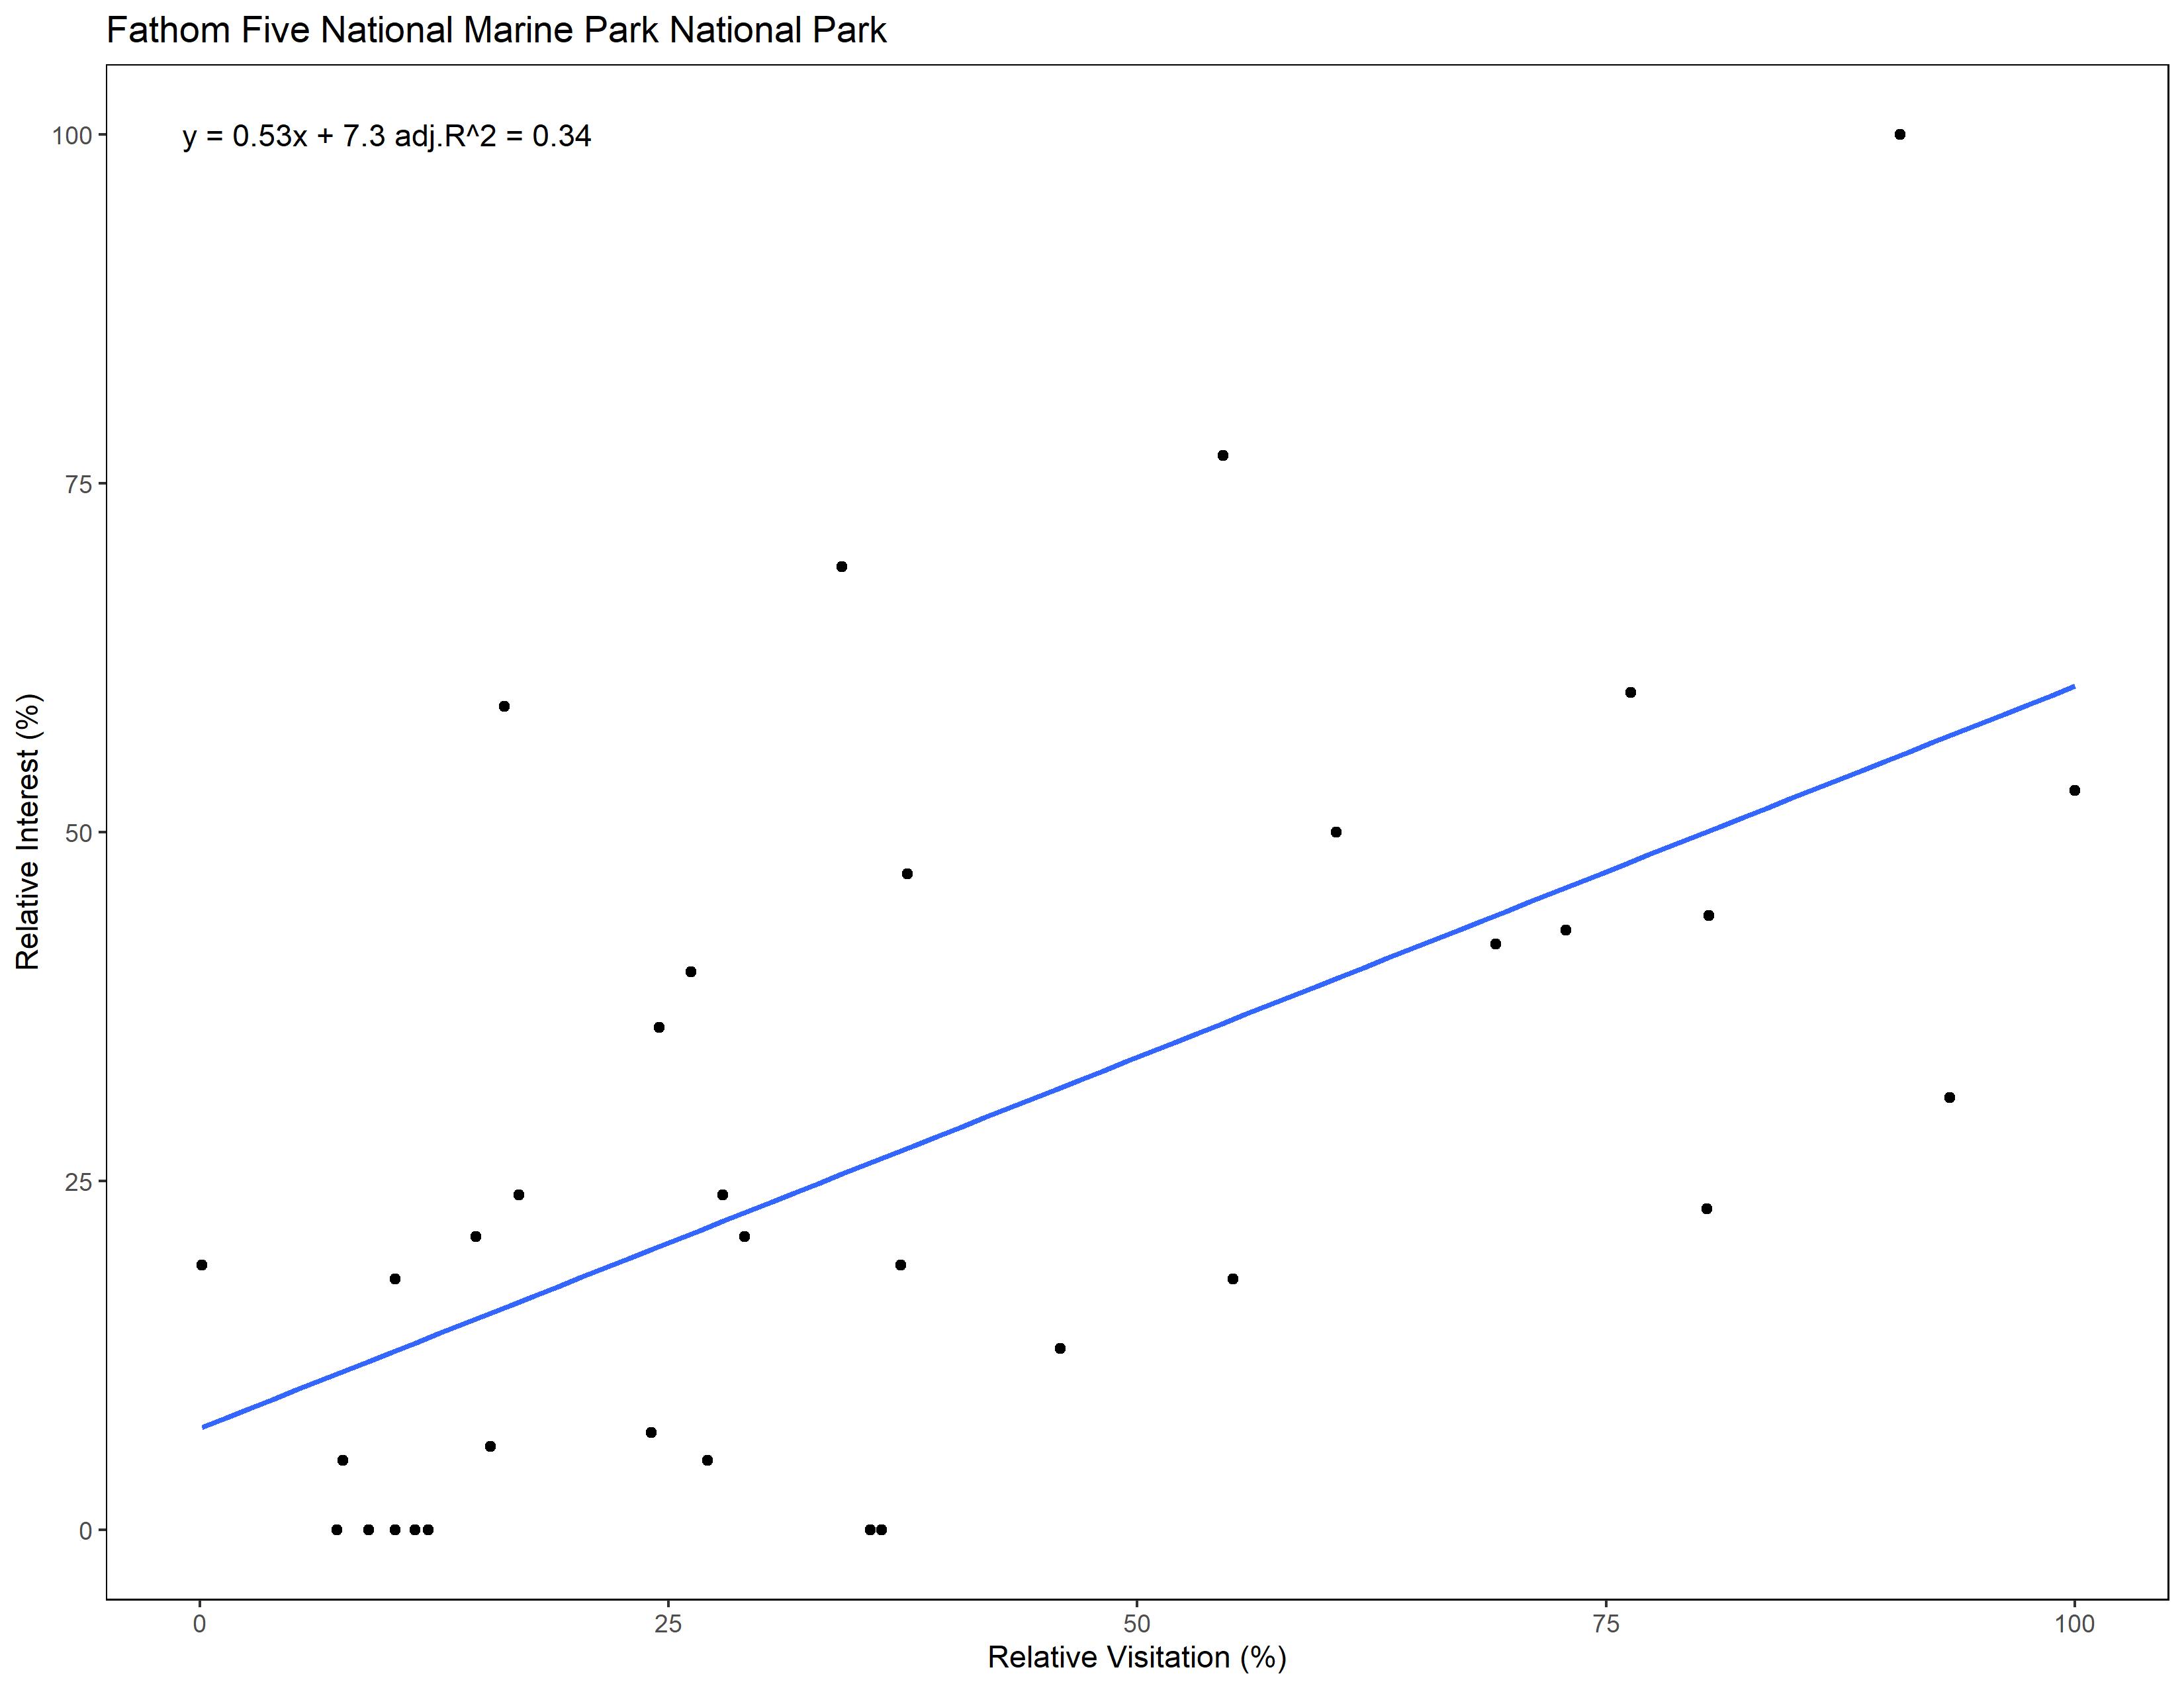 Fathom Five National Marine Park National Park
y = 0.53x + 7.3 adj.R^2 = 0.34
100
75
50
25
0
Relative Interest (%)
0 25 50 75 100
Relative Visitation (%)